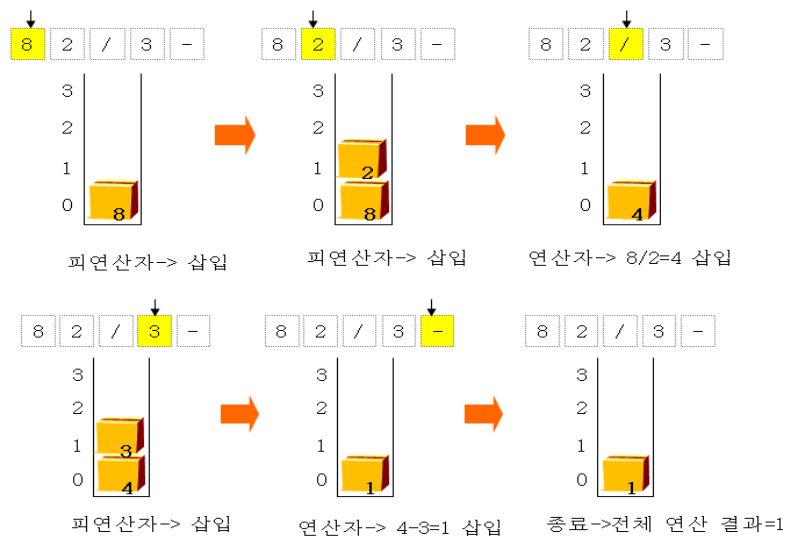 8 2 / 3 - 8 2 / 3 - 8 2 / 3 -
3 3 3
2 2 2
1 2 1 1
0 8 0 8 0 4
피연산자-> 삽입 피연산자-> 삽입 연산자-> 8/2=4 삽입
8 2 / 3 - 8 2 / 3 - 8 2 / 3 -
3 3 3
2 2 2
1 3 1 1
0 4 0 1 0 1
피연산자-> 삽입 연산자-> 4-3=1 삽입 종료->전체 연산 결과=1